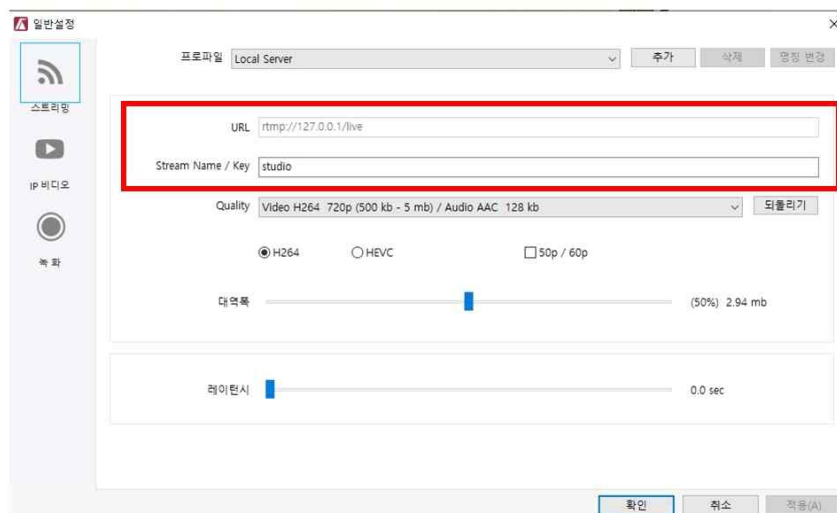 일반설정
프로파일 Local Server 추가 삭제 명칭 변경
스트리밍
URL rtmp://127.0.0.1/live
Stream Name / Key studio
IP 비디오
Quality Video H264 720p (500 kb - 5 mb) / Audio AAC 128 kb 되돌리기
H264 HEVC 50p / 60p
녹 화
대역폭 (50%) 2.94 mb
레이턴시 0.0 sec
확인 취소 적용(A)